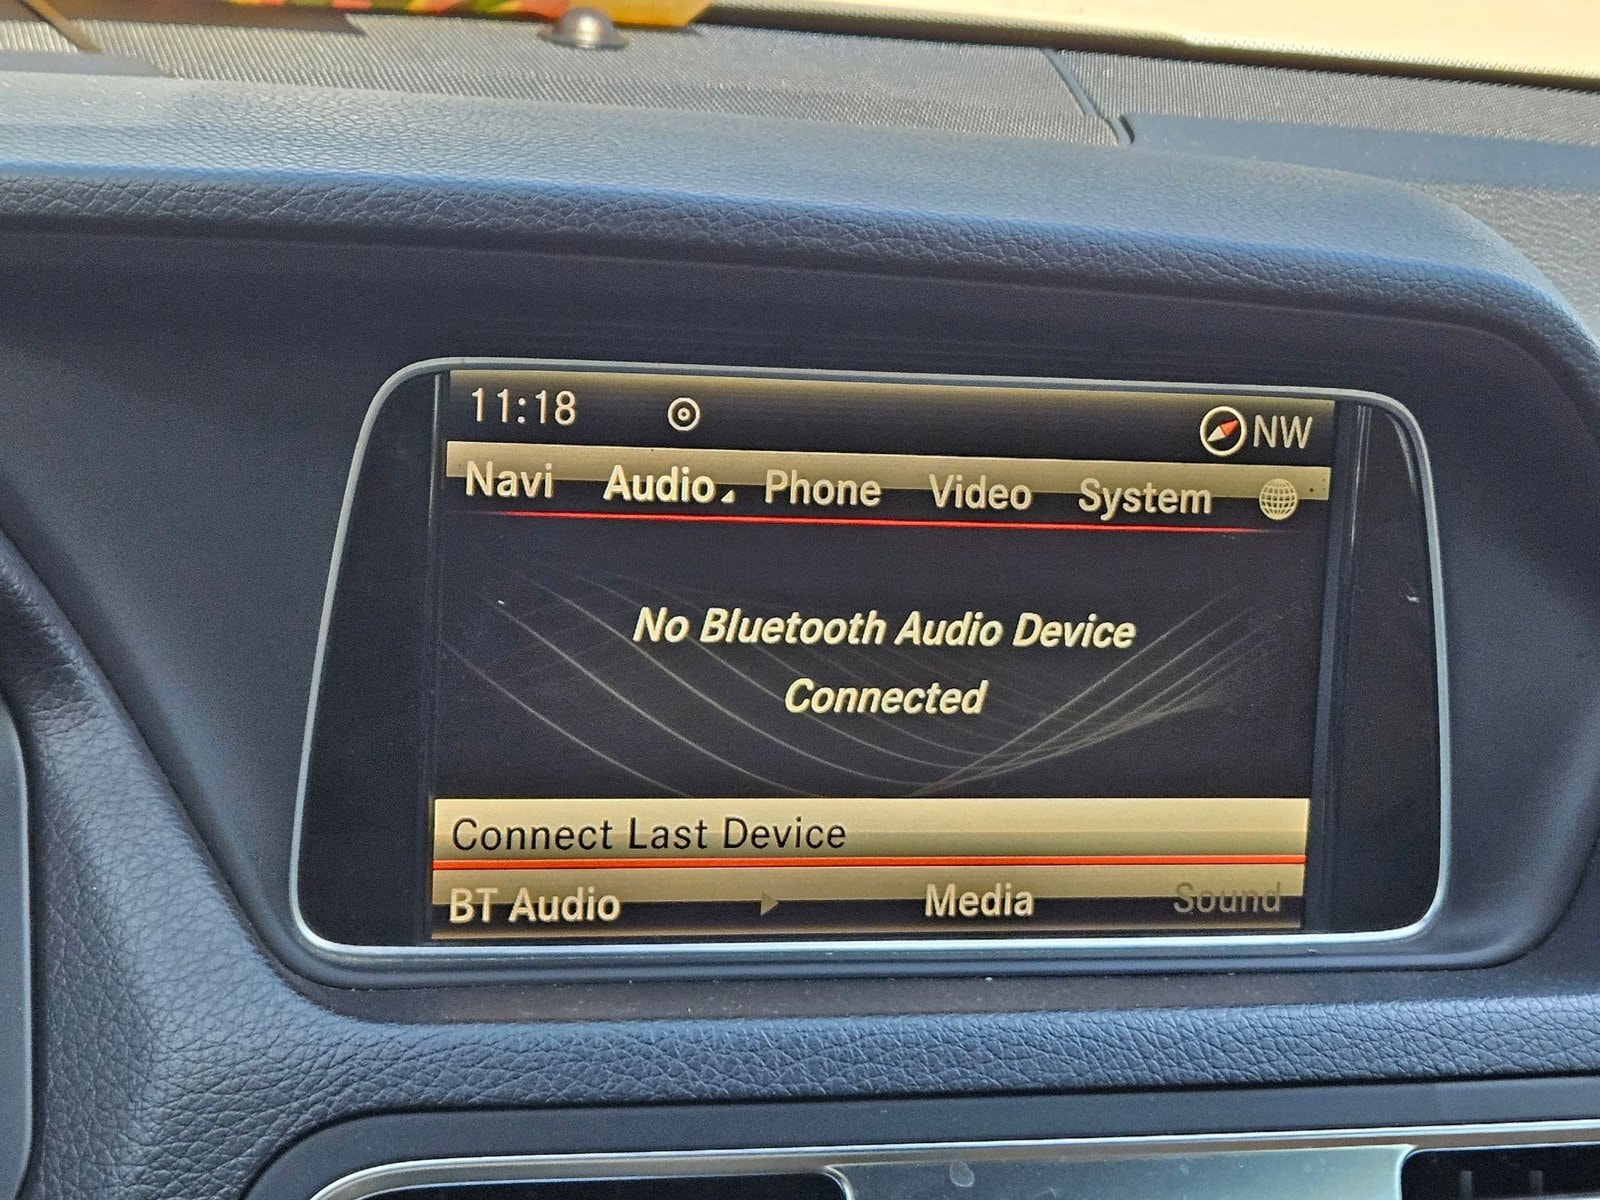 11:18 NW
Navi Audio Phone Video System
No Bluetooth Audio Device
Connected
Connect Last Device
BT Audio Media Sound